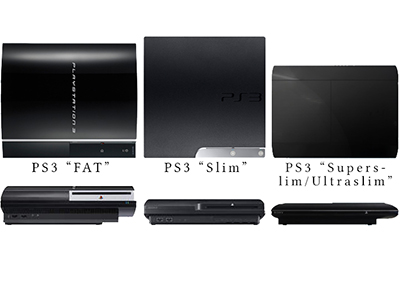 PLAYSTATION 3
PS3
PS3 “FAT”
PS3 “Slim”
PS3 “Supers-
lim/Ultraslim”